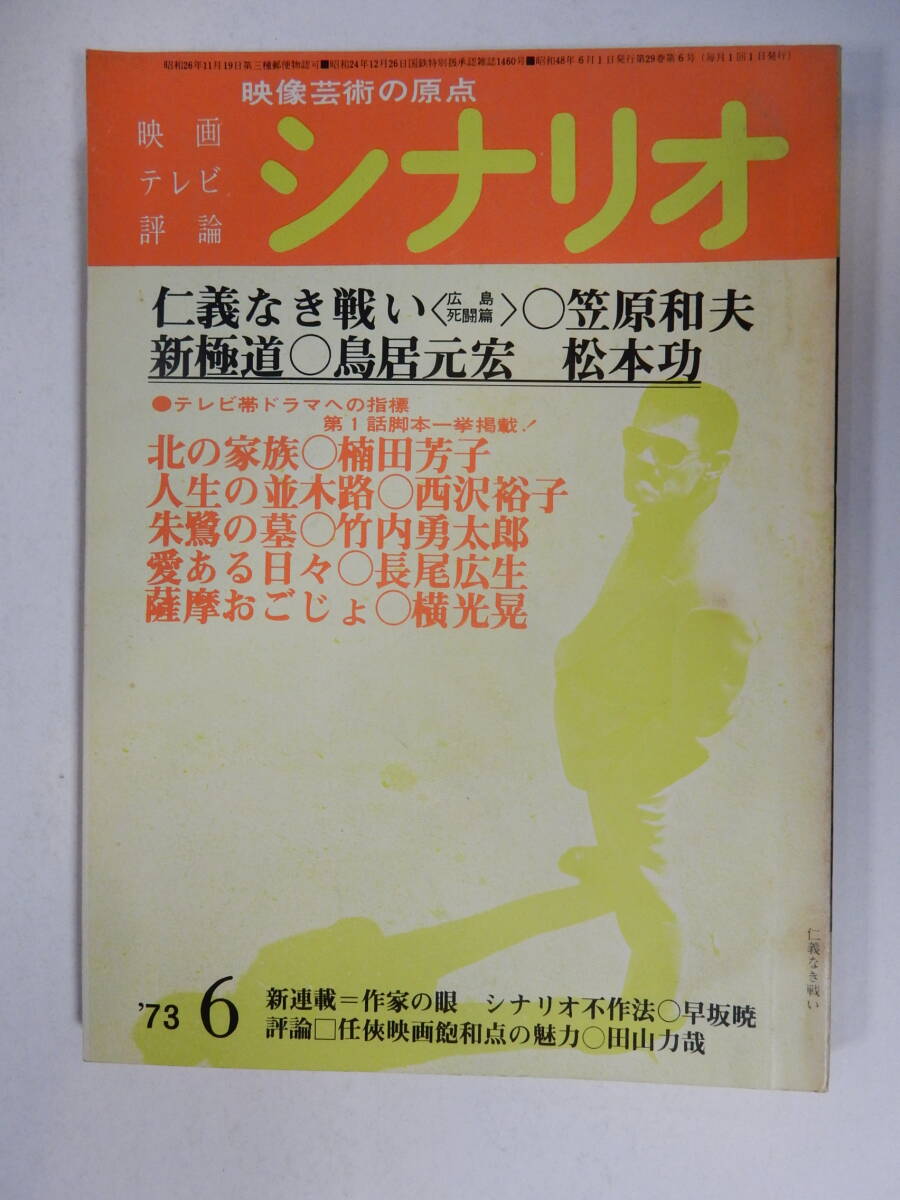 昭和26年11月19日第三種郵便物認可■昭和24年12月26日国鉄特別扱承認雑誌1460号■昭和48年6月1日発行第29巻第6号(毎月1回1日発行)
映像芸術の原点
映画
テレビ
評論
シナリオ
仁義なき戦い〈広島死闘篇〉○笠原和夫
新極道○鳥居元宏 松本功
●テレビ帯ドラマへの指標
第1話脚本一挙掲載!
北の家族○楠田芳子
人生の並木路○西沢裕子
朱鷺の墓○竹内勇太郎
愛ある日々○長尾広生
薩摩おごじょ○横光晃
'73 6
新連載=作家の眼 シナリオ不作法○早坂暁
評論□任侠映画飽和点の魅力○田山力哉
仁義なき戦い